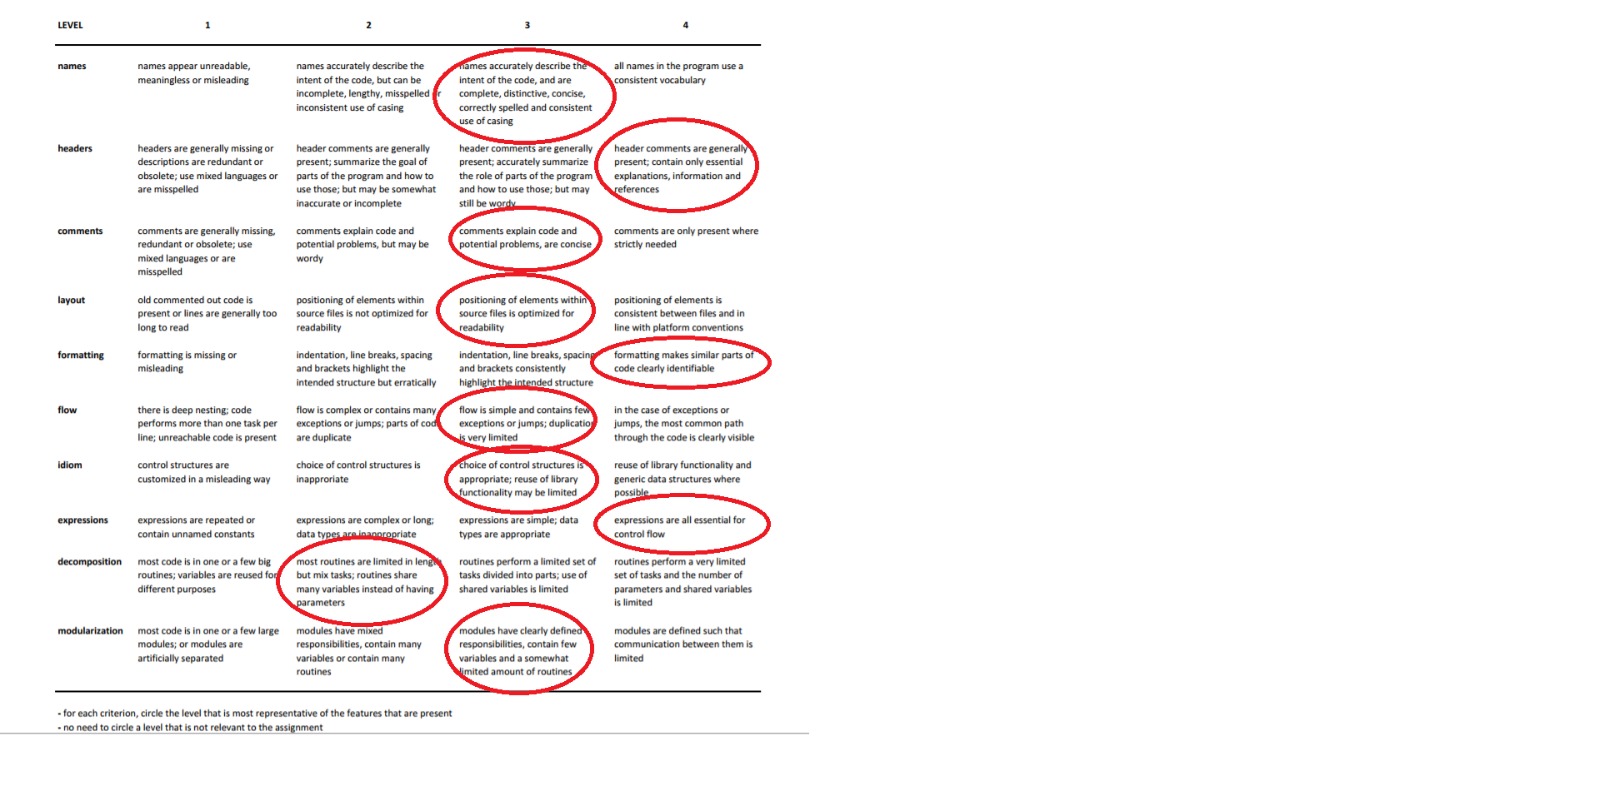 LEVEL 1 2 3 4
names names appear unreadable, names accurately describe the names accurately describe the all names in the program use a
meaningless or misleading intent of the code, but can be intent of the code, and are consistent vocabulary
incomplete, lengthy, misspelled or complete, distinctive, concise,
inconsistent use of casing correctly spelled and consistent
use of casing
headers headers are generally missing or header comments are generally header comments are generally header comments are generally
descriptions are redundant or present; summarize the goal of present; accurately summarize present; contain only essential
obsolete; use mixed languages or parts of the program and how to the role of parts of the program explanations, information and
are misspelled use those; but may be somewhat and how to use those; but may references
inaccurate or incomplete still be wordy
comments comments are generally missing, comments explain code and comments explain code and comments are only present where
redundant or obsolete; use potential problems, but may be potential problems, are concise strictly needed
mixed languages or are wordy
misspelled
layout old commented out code is positioning of elements within positioning of elements within positioning of elements is
present or lines are generally too source files is not optimized for source files is optimized for consistent between files and in
long to read readability readability line with platform conventions
formatting formatting is missing or indentation, line breaks, spacing indentation, line breaks, spacing formatting makes similar parts of
misleading and brackets highlight the and brackets consistently code clearly identifiable
intended structure but erratically highlight the intended structure
flow there is deep nesting; code flow is complex or contains many flow is simple and contains few in the case of exceptions or
performs more than one task per exceptions or jumps; parts of code exceptions or jumps; duplication jumps, the most common path
line; unreachable code is present are duplicate is very limited through the code is clearly visible
idiom control structures are choice of control structures is choice of control structures is reuse of library functionality and
customized in a misleading way inapproriate appropriate; reuse of library generic data structures where
functionality may be limited possible
expressions expressions are repeated or expressions are complex or long; expressions are simple; data expressions are all essential for
contain unnamed constants data types are inappropriate types are appropriate control flow
decomposition most code is in one or a few big most routines are limited in length routines perform a limited set of routines perform a very limited
routines; variables are reused for but mix tasks; routines share tasks divided into parts; use of set of tasks and the number of
different purposes many variables instead of having shared variables is limited parameters and shared variables
parameters is limited
modularization most code is in one or a few large modules have mixed modules have clearly defined modules are defined such that
modules; or modules are responsibilities, contain many responsibilities, contain few communication between them is
artificially separated variables or contain many variables and a somewhat limited
routines limited amount of routines
- for each criterion, circle the level that is most representative of the features that are present
- no need to circle a level that is not relevant to the assignment